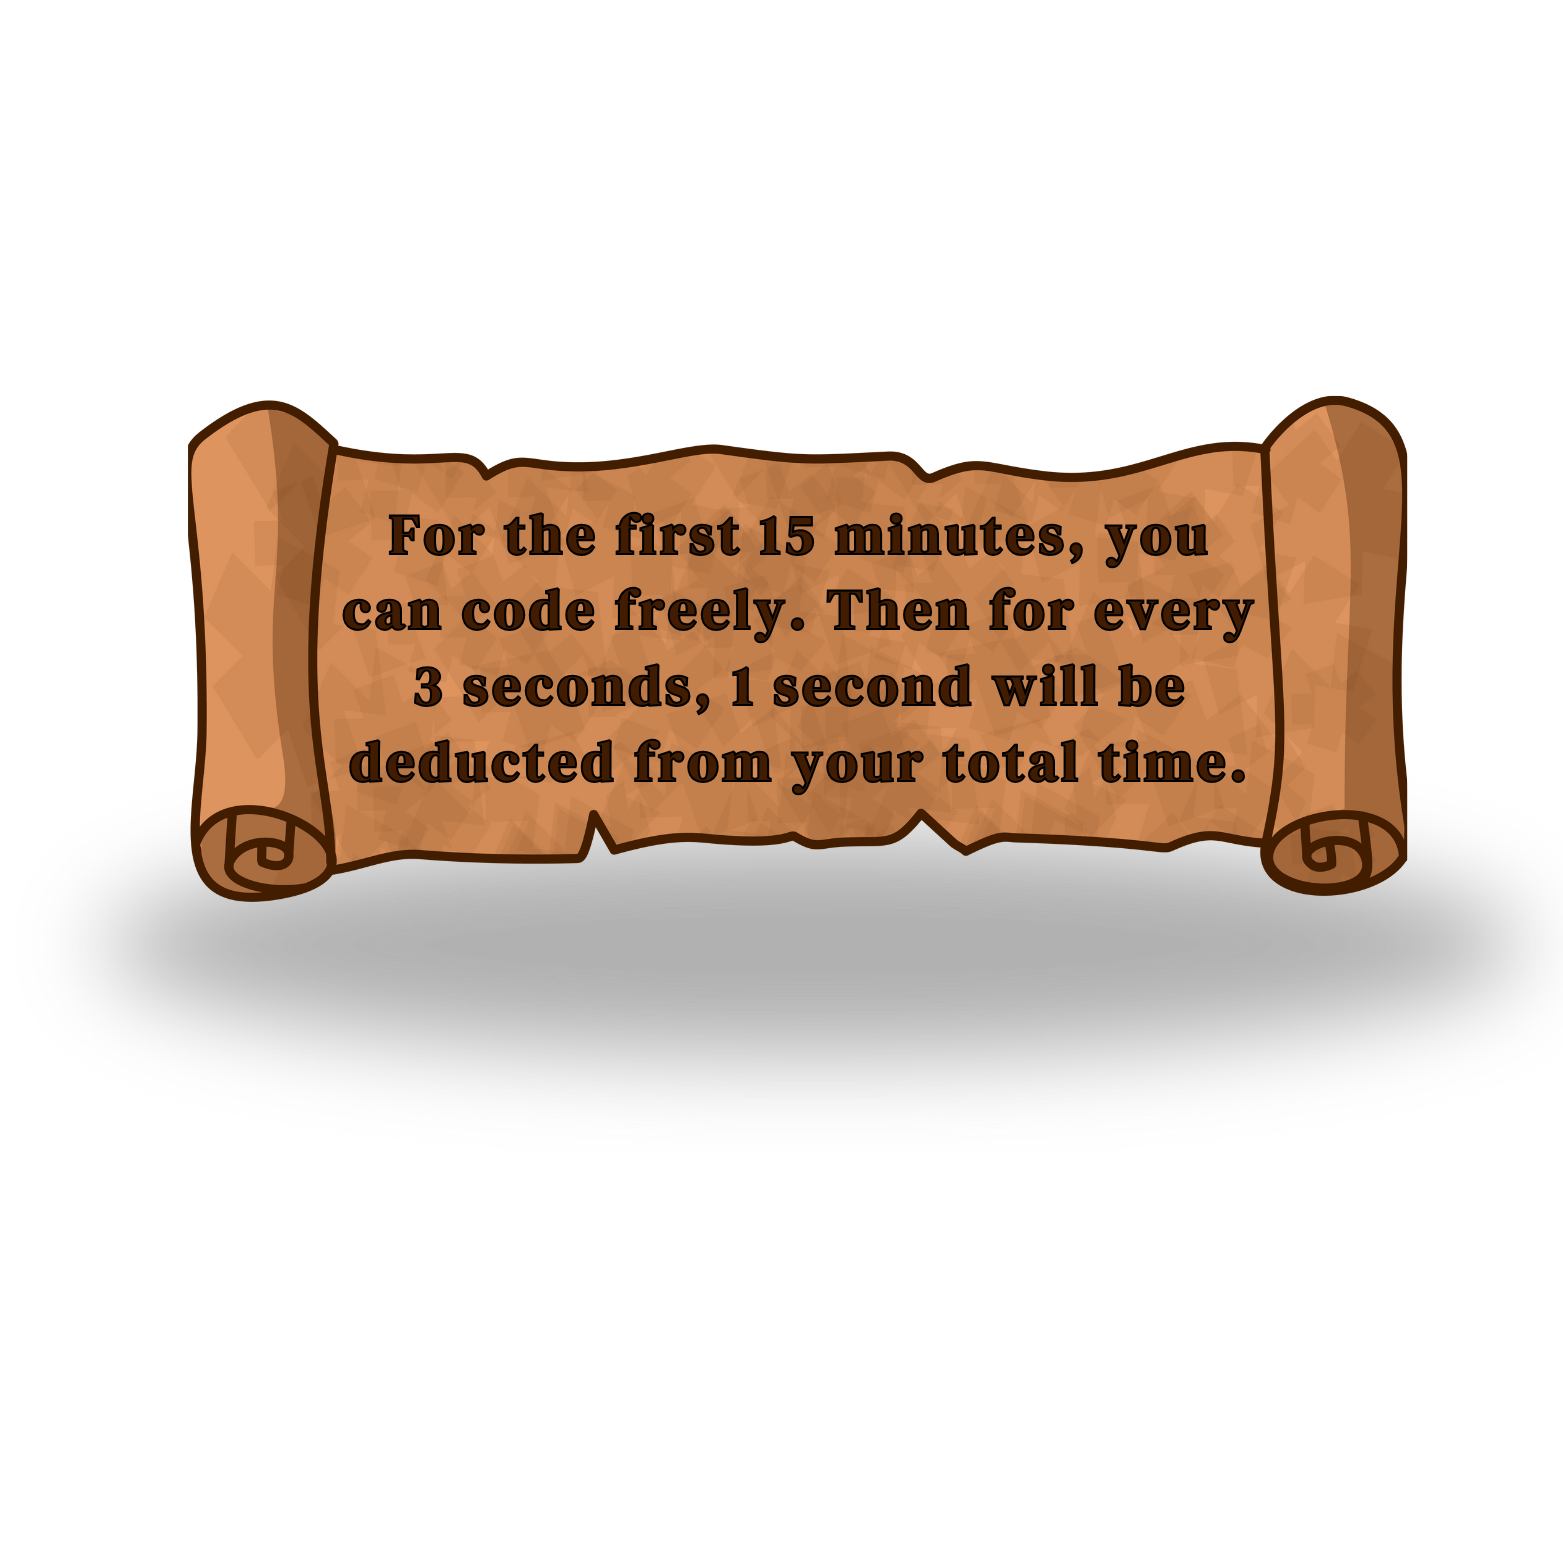 For the first 15 minutes, you
can code freely. Then for every
3 seconds, 1 second will be
deducted from your total time.